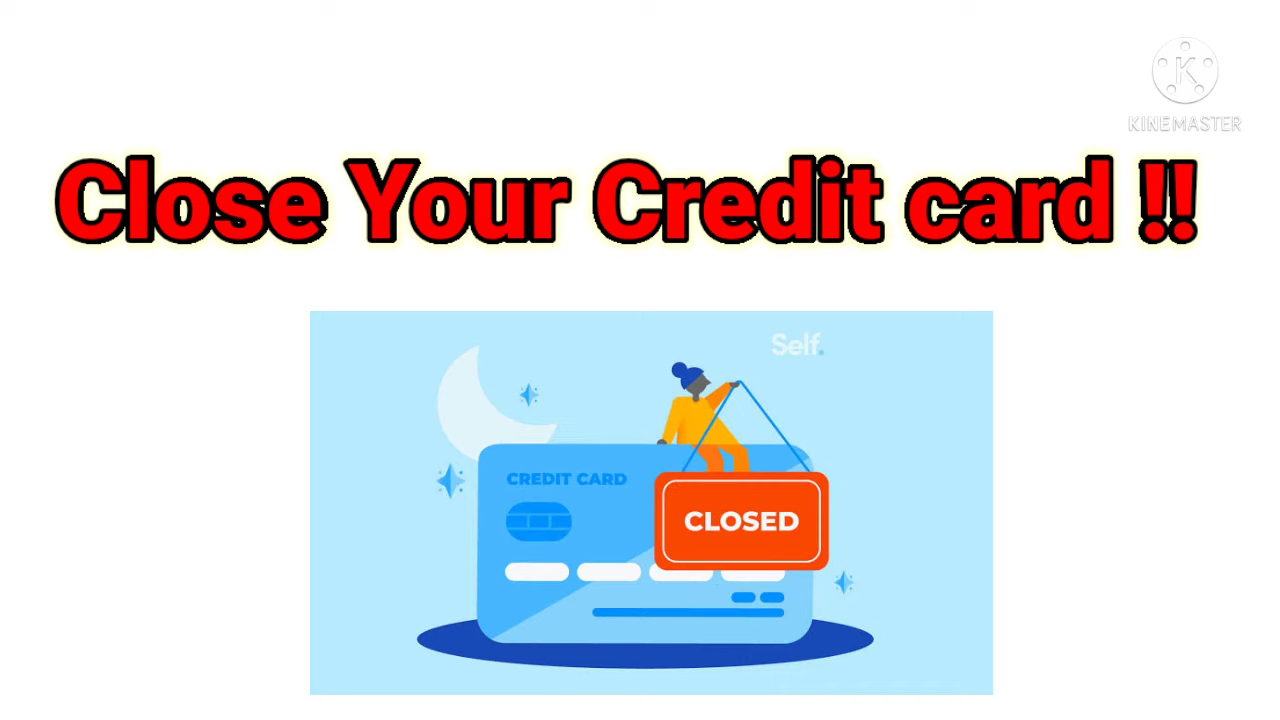 K
KINEMASTER
Close Your Credit card !!
Self.
CREDIT CARD
CLOSED